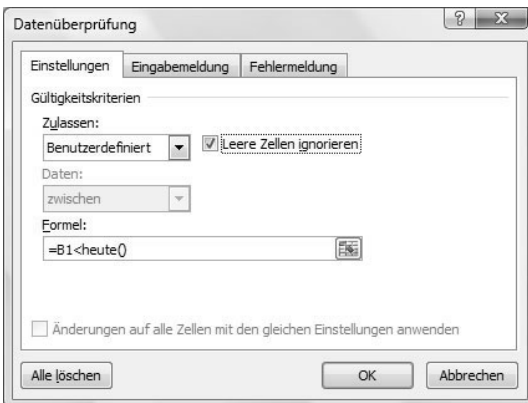 Datenüberprüfung
Einstellungen Eingabemeldung Fehlermeldung
Gültigkeitskriterien
Zulassen:
Benutzerdefiniert Leere Zellen ignorieren
Daten:
zwischen
Formel:
=B1<heute()
Änderungen auf alle Zellen mit den gleichen Einstellungen anwenden
Alle löschen OK Abbrechen